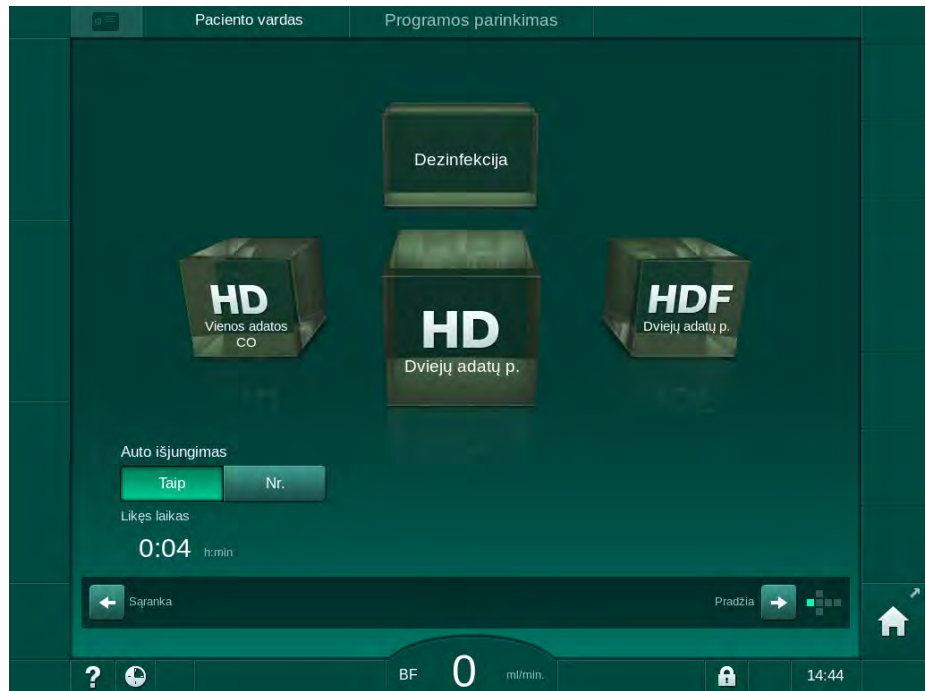 Paciento vardas
Programos parinkimas
Dezinfekcija
HD
Vienos adatos
CO
HD
Dviejų adatų p.
HDF
Dviejų adatų p.
Auto išjungimas
Taip
Nr.
Likęs laikas
0:04 h:min
Sąranka
Pradžia
? BF 0 ml/min. 14:44